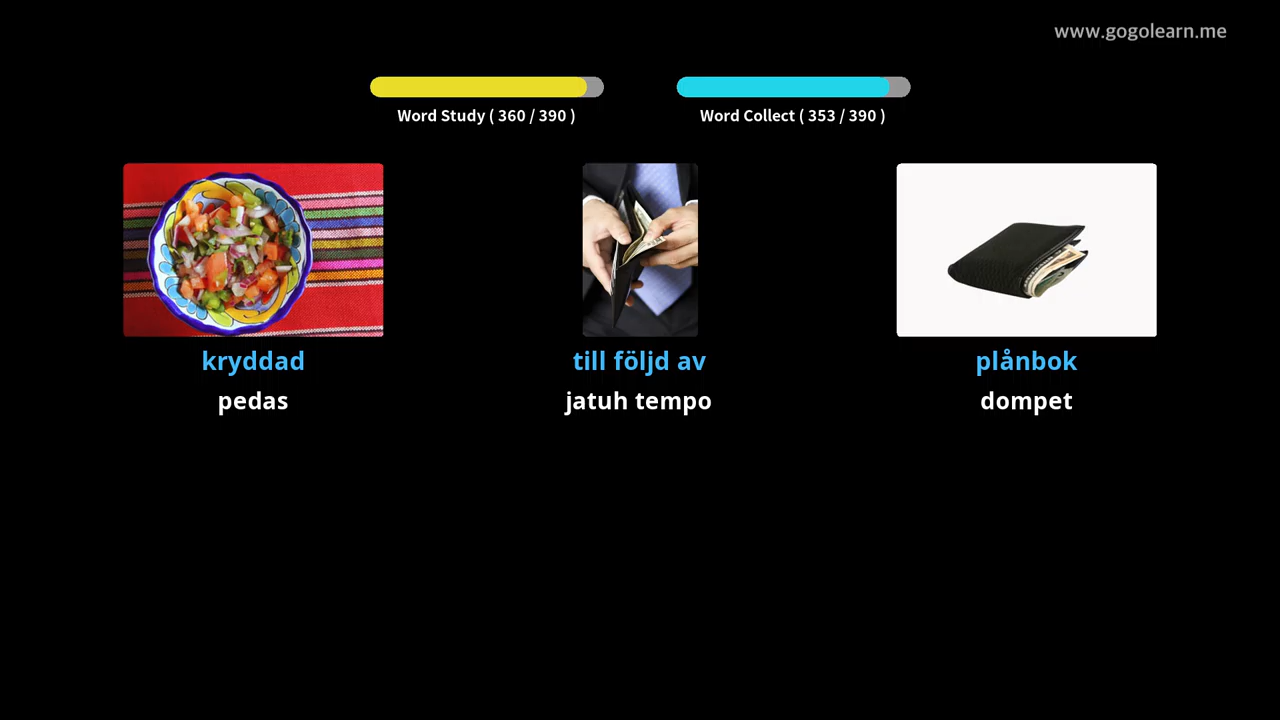 www.gogolearn.me
Word Study ( 360 / 390 )
Word Collect ( 353 / 390 )
kryddad
pedas
till följd av
jatuh tempo
plånbok
dompet